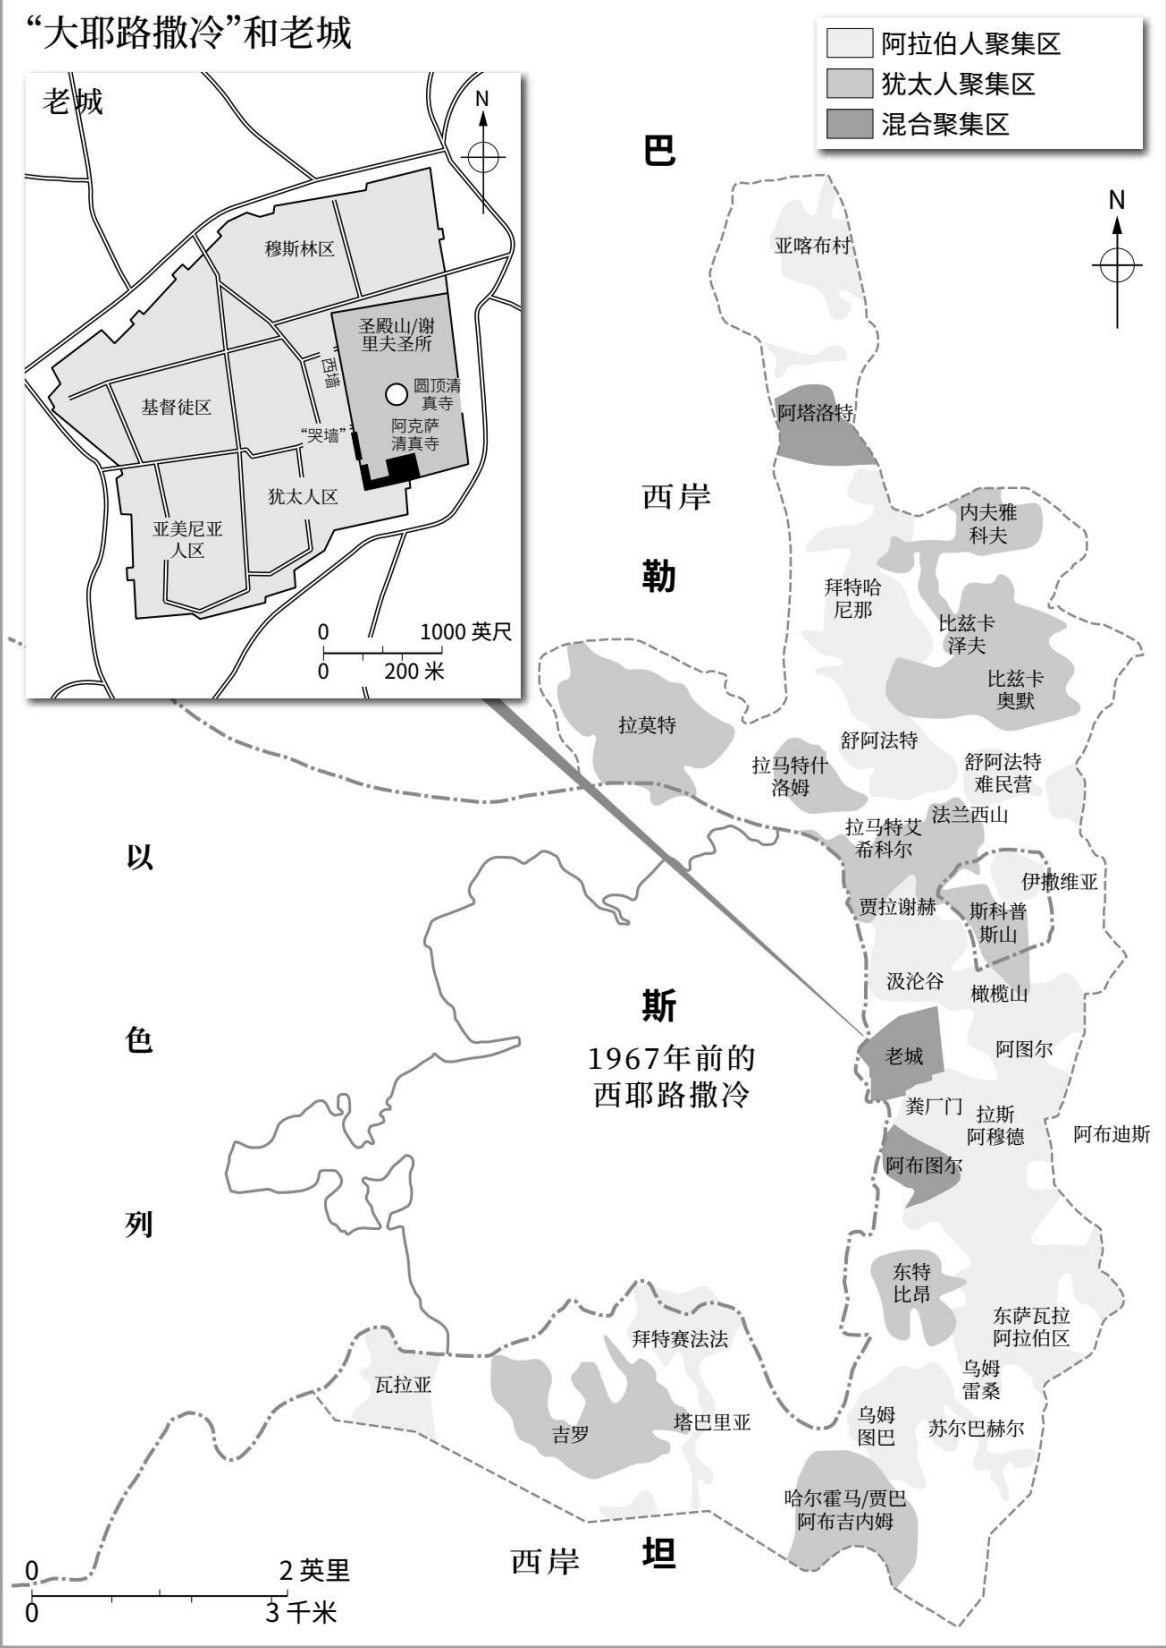 “大耶路撒冷”和老城
阿拉伯人聚集区
犹太人聚集区
混合聚集区
老城
N
穆斯林区
圣殿山/谢
里夫圣所
西墙
圆顶清
真寺
基督徒区
“哭墙”
阿克萨
清真寺
犹太人区
亚美尼亚
人区
0
1000 英尺
0
200 米
巴
N
亚喀布村
阿塔洛特
西岸
内夫雅
科夫
勒
拜特哈
尼那
比兹卡
泽夫
比兹卡
奥默
拉莫特
舒阿法特
拉马特什
洛姆
舒阿法特
难民营
法兰西山
拉马特艾
希科尔
以
伊撒维亚
贾拉谢赫
斯科普
斯山
汲沦谷
橄榄山
斯
色
1967年前的
西耶路撒冷
老城
阿图尔
粪厂门
拉斯
阿穆德
阿布迪斯
阿布图尔
列
东特
比昂
东萨瓦拉
阿拉伯区
拜特赛法法
乌姆
雷桑
瓦拉亚
吉罗
塔巴里亚
乌姆
图巴
苏尔巴赫尔
哈尔霍马/贾巴
阿布吉内姆
西岸
坦
0
2 英里
0
3 千米